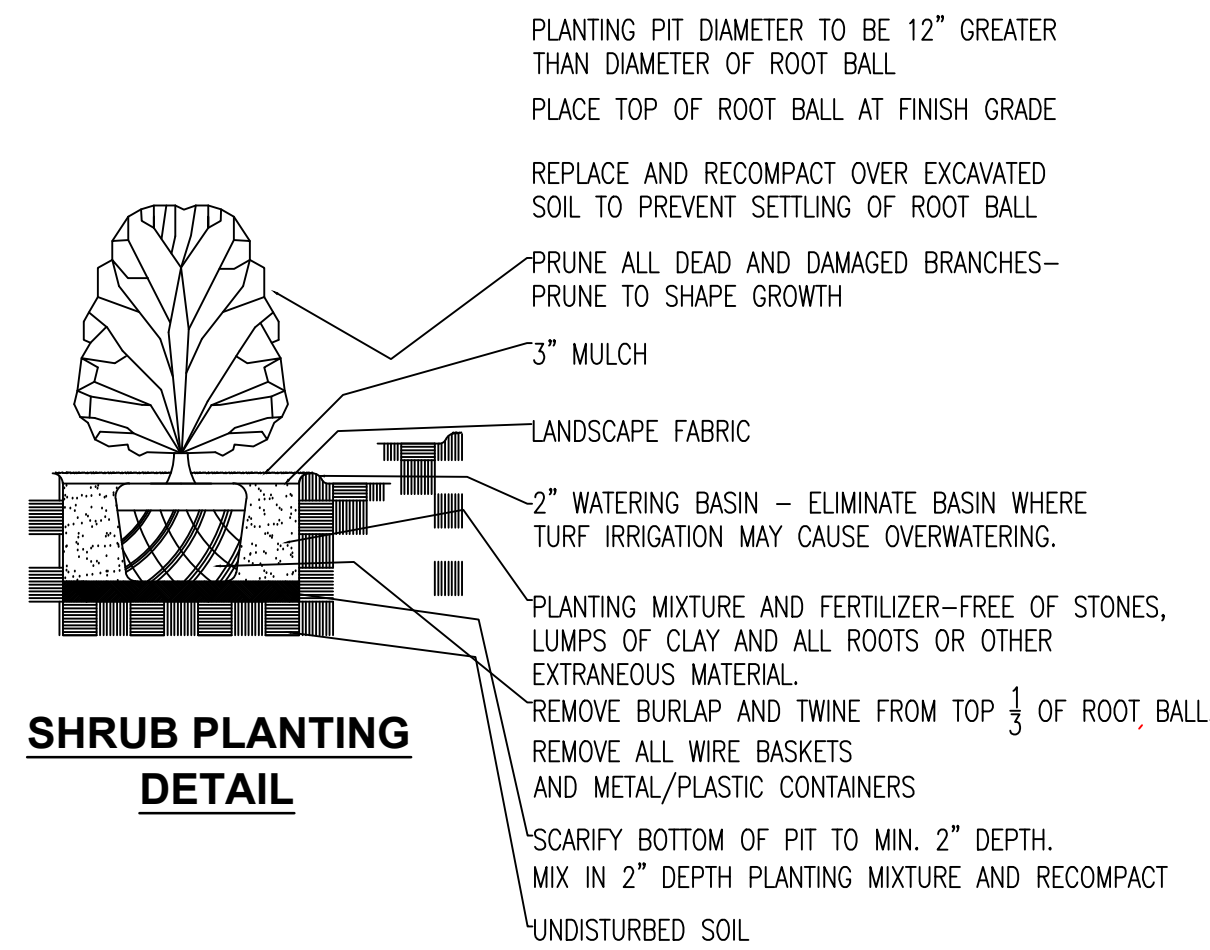 PLANTING PIT DIAMETER TO BE 12" GREATER
THAN DIAMETER OF ROOT BALL
PLACE TOP OF ROOT BALL AT FINISH GRADE
REPLACE AND RECOMPACT OVER EXCAVATED
SOIL TO PREVENT SETTLING OF ROOT BALL
PRUNE ALL DEAD AND DAMAGED BRANCHES–
PRUNE TO SHAPE GROWTH
3" MULCH
LANDSCAPE FABRIC
2" WATERING BASIN – ELIMINATE BASIN WHERE
TURF IRRIGATION MAY CAUSE OVERWATERING.
PLANTING MIXTURE AND FERTILIZER–FREE OF STONES,
LUMPS OF CLAY AND ALL ROOTS OR OTHER
EXTRANEOUS MATERIAL.
REMOVE BURLAP AND TWINE FROM TOP 1/3 OF ROOT BALL
REMOVE ALL WIRE BASKETS
AND METAL/PLASTIC CONTAINERS
SCARIFY BOTTOM OF PIT TO MIN. 2" DEPTH.
MIX IN 2" DEPTH PLANTING MIXTURE AND RECOMPACT
UNDISTURBED SOIL
SHRUB PLANTING
DETAIL